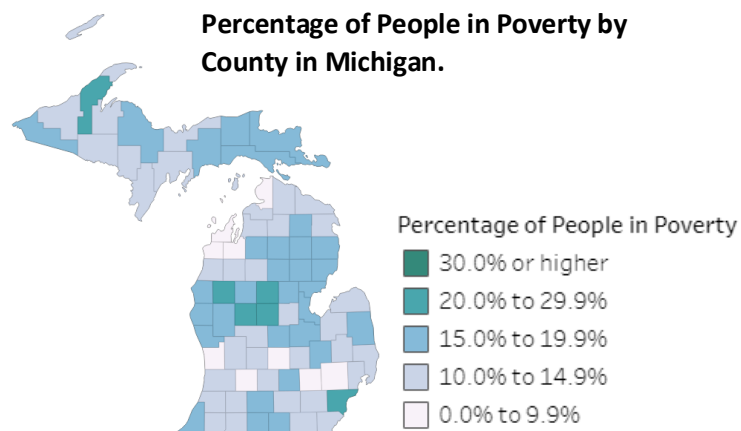 Percentage of People in Poverty by
County in Michigan.
Percentage of People in Poverty
30.0% or higher
20.0% to 29.9%
15.0% to 19.9%
10.0% to 14.9%
0.0% to 9.9%